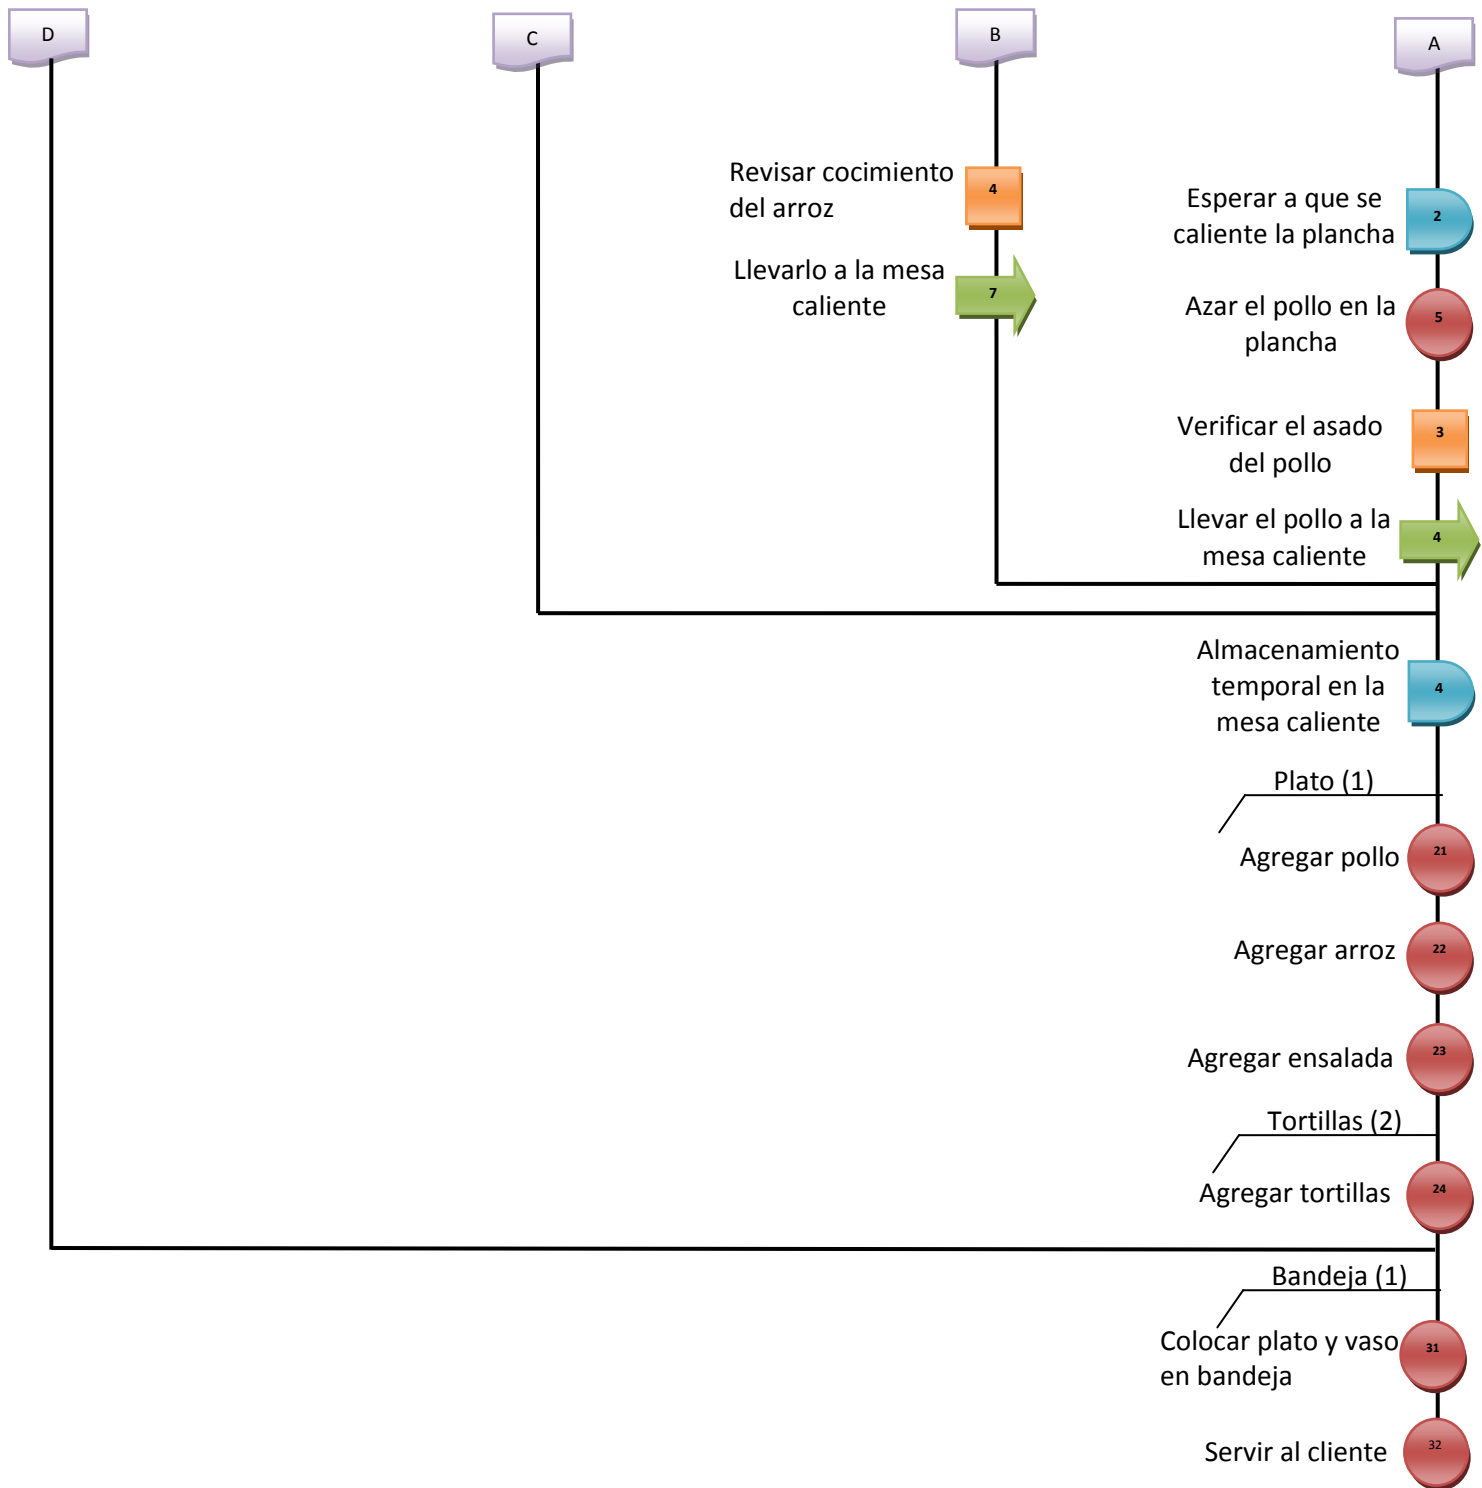 D
C
B
A
Revisar cocimiento
del arroz
4
Esperar a que se
caliente la plancha
2
Llevarlo a la mesa
caliente
7
Azar el pollo en la
plancha
5
Verificar el asado
del pollo
3
Llevar el pollo a la
mesa caliente
4
Almacenamiento
temporal en la
mesa caliente
4
Plato (1)
Agregar pollo
21
Agregar arroz
22
Agregar ensalada
23
Tortillas (2)
Agregar tortillas
24
Bandeja (1)
Colocar plato y vaso
en bandeja
31
Servir al cliente
32